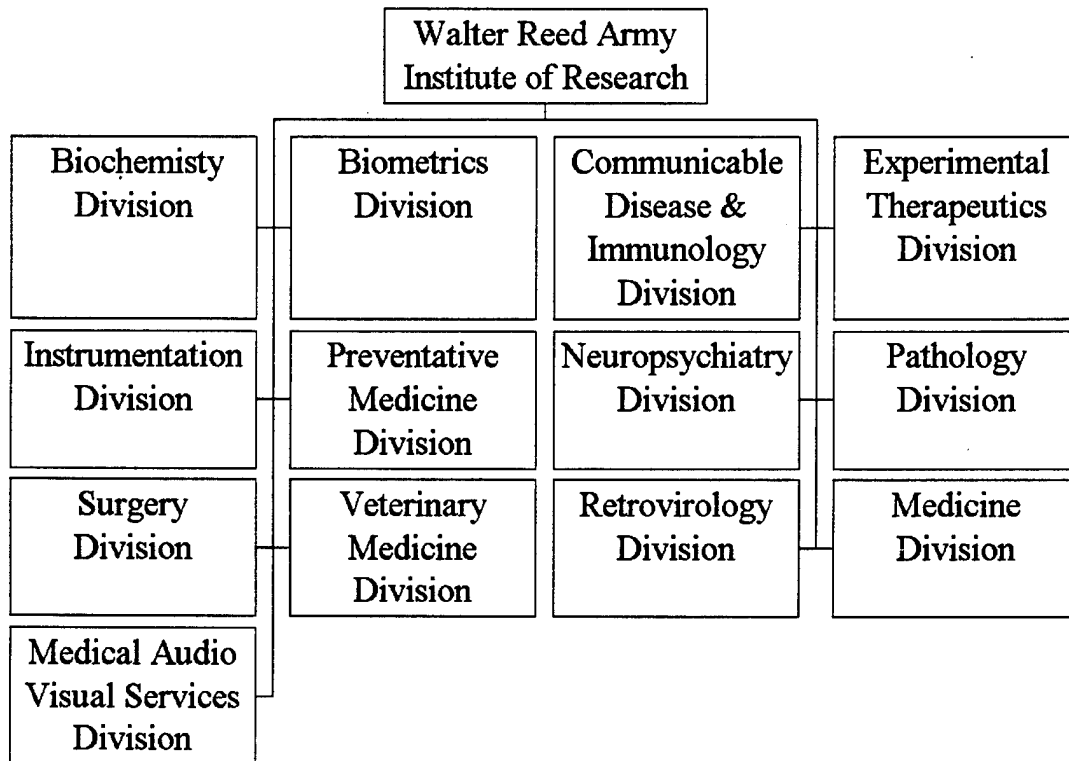 Walter Reed Army
Institute of Research
Biochemisty
Division
Biometrics
Division
Communicable
Disease &
Immunology
Division
Experimental
Therapeutics
Division
Instrumentation
Division
Preventative
Medicine
Division
Neuropsychiatry
Division
Pathology
Division
Surgery
Division
Veterinary
Medicine
Division
Retrovirology
Division
Medicine
Division
Medical Audio
Visual Services
Division